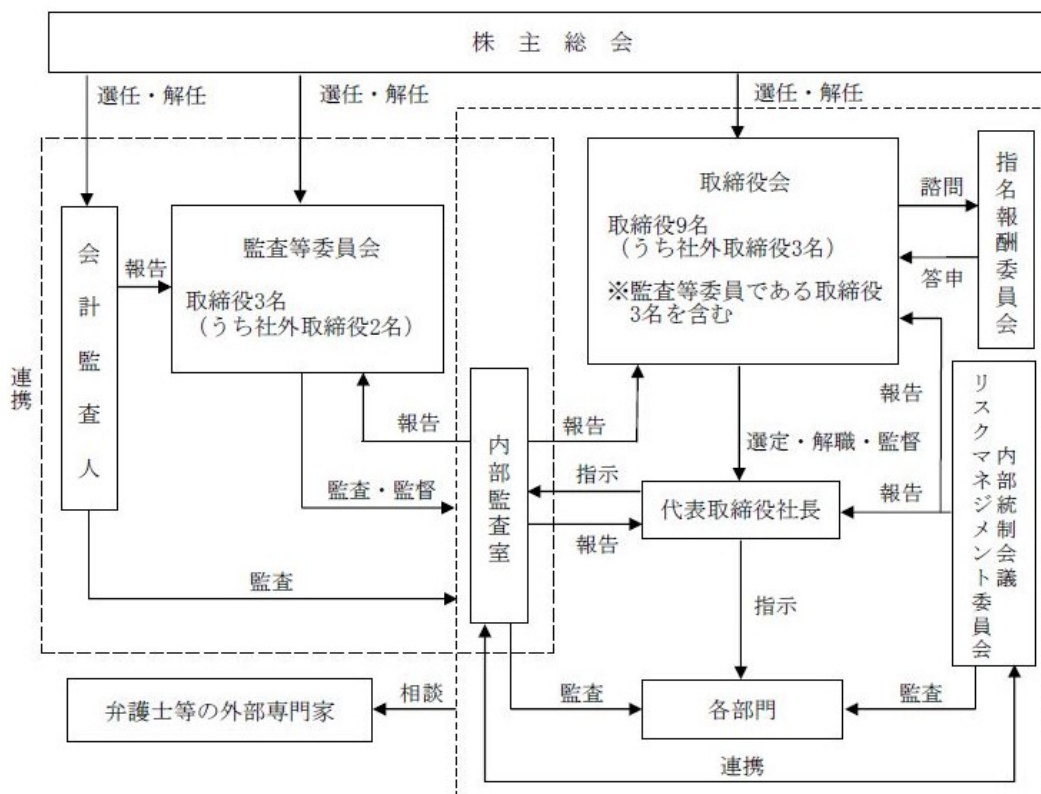 株主総会
選任・解任
選任・解任
選任・解任
会計監査人
報告
監査等委員会
取締役3名
（うち社外取締役2名）
取締役会
取締役9名
（うち社外取締役3名）
※監査等委員である取締役
3名を含む
諮問
答申
指名報酬委員会
連携
報告
内部監査室
報告
選定・解職・監督
報告
内部統制会議
リスクマネジメント委員会
監査・監督
指示
報告
代表取締役社長
報告
監査
指示
弁護士等の外部専門家
相談
監査
各部門
監査
連携